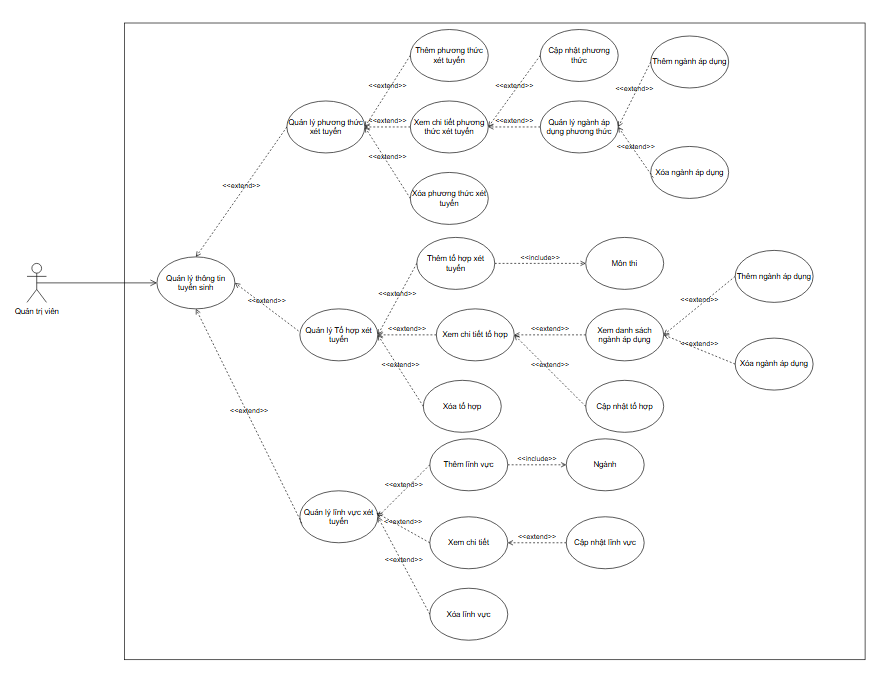 Thêm phương thức
xét tuyển
Cập nhật phương
thức
Thêm ngành áp dụng
<<extend>>
<<extend>>
<<extend>>
Quản lý phương thức
xét tuyển
<<extend>>
Xem chi tiết phương
thức xét tuyển
<<extend>>
Quản lý ngành áp
dụng phương thức
<<extend>>
<<extend>>
Xóa ngành áp dụng
<<extend>>
Xóa phương thức xét
tuyển
Thêm tổ hợp xét
tuyển
<<include>>
Môn thi
Thêm ngành áp dụng
Quản lý thông tin
tuyển sinh
Quản trị viên
<<extend>>
<<extend>>
<<extend>>
Quản lý Tổ hợp xét
tuyển
<<extend>>
Xem chi tiết tổ hợp
<<extend>>
Xem danh sách
ngành áp dụng
<<extend>>
<<extend>>
<<extend>>
Xóa ngành áp dụng
<<extend>>
Xóa tổ hợp
Cập nhật tổ hợp
Thêm lĩnh vực
<<include>>
Ngành
<<extend>>
Quản lý lĩnh vực xét
tuyển
<<extend>>
Xem chi tiết
<<extend>>
Cập nhật lĩnh vực
<<extend>>
Xóa lĩnh vực